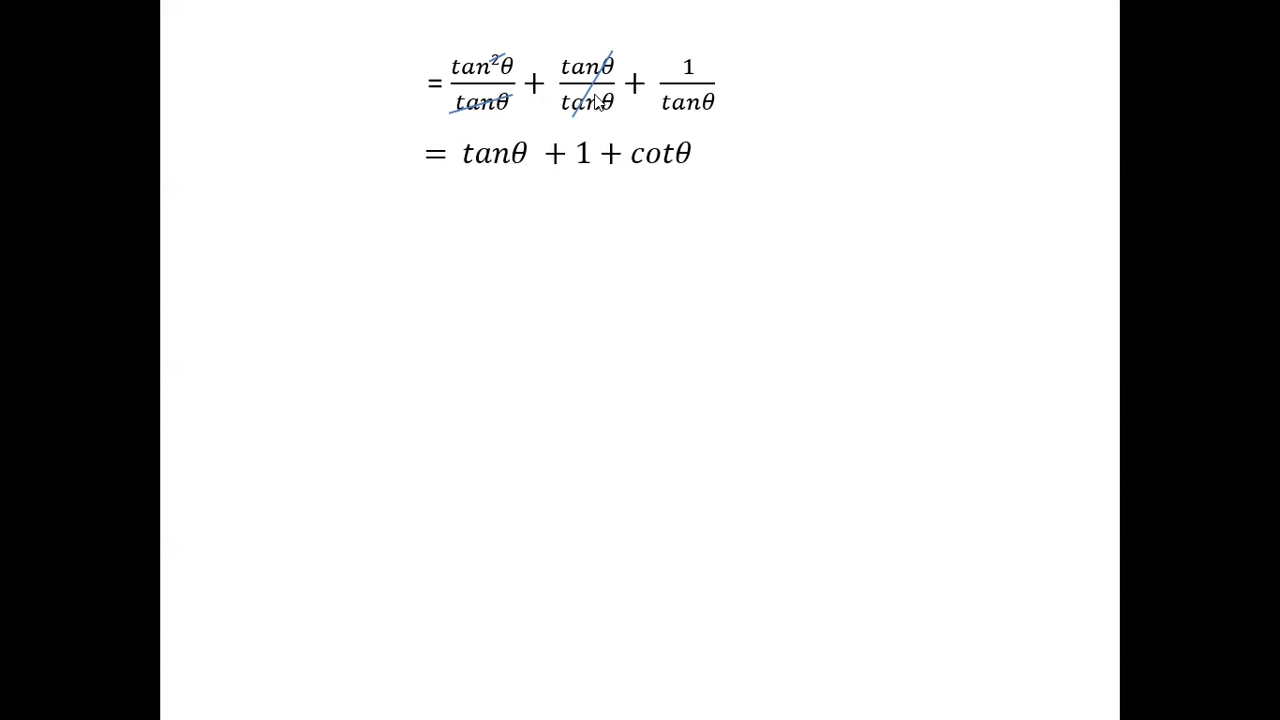 = tan²θ/tanθ + tanθ/tanθ + 1/tanθ
= tanθ + 1 + cotθ